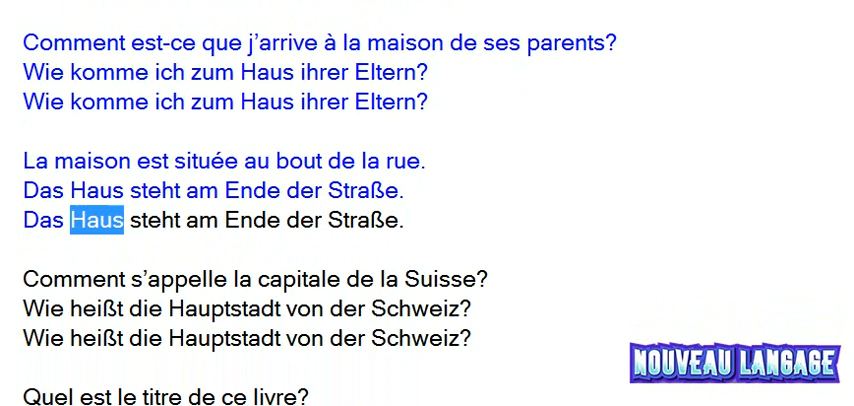 Comment est-ce que j’arrive à la maison de ses parents?
Wie komme ich zum Haus ihrer Eltern?
Wie komme ich zum Haus ihrer Eltern?
La maison est située au bout de la rue.
Das Haus steht am Ende der Straße.
Das Haus steht am Ende der Straße.
Comment s’appelle la capitale de la Suisse?
Wie heißt die Hauptstadt von der Schweiz?
Wie heißt die Hauptstadt von der Schweiz?
NOUVEAU LANGAGE
Quel est le titre de ce livre?